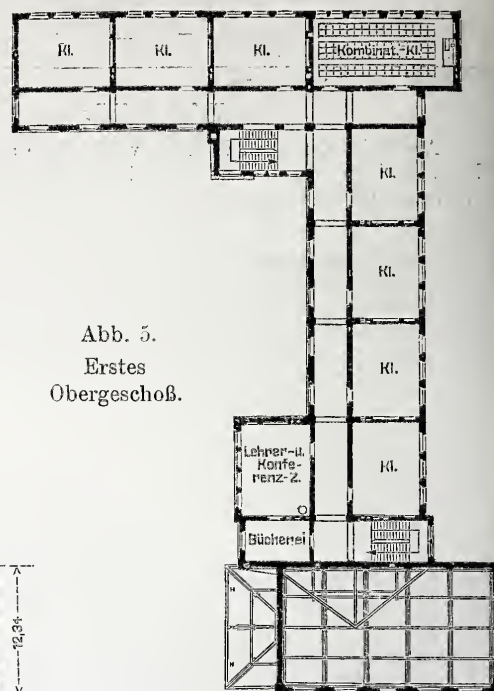 Kl.
Kl.
Kl.
Kombinat.-Kl.
Kl.
Kl.
Abb. 5.
Erstes
Obergeschoß.
Kl.
Lehrer-u.
Konfe-
renz-Z.
Kl.
Bücherei
12,34